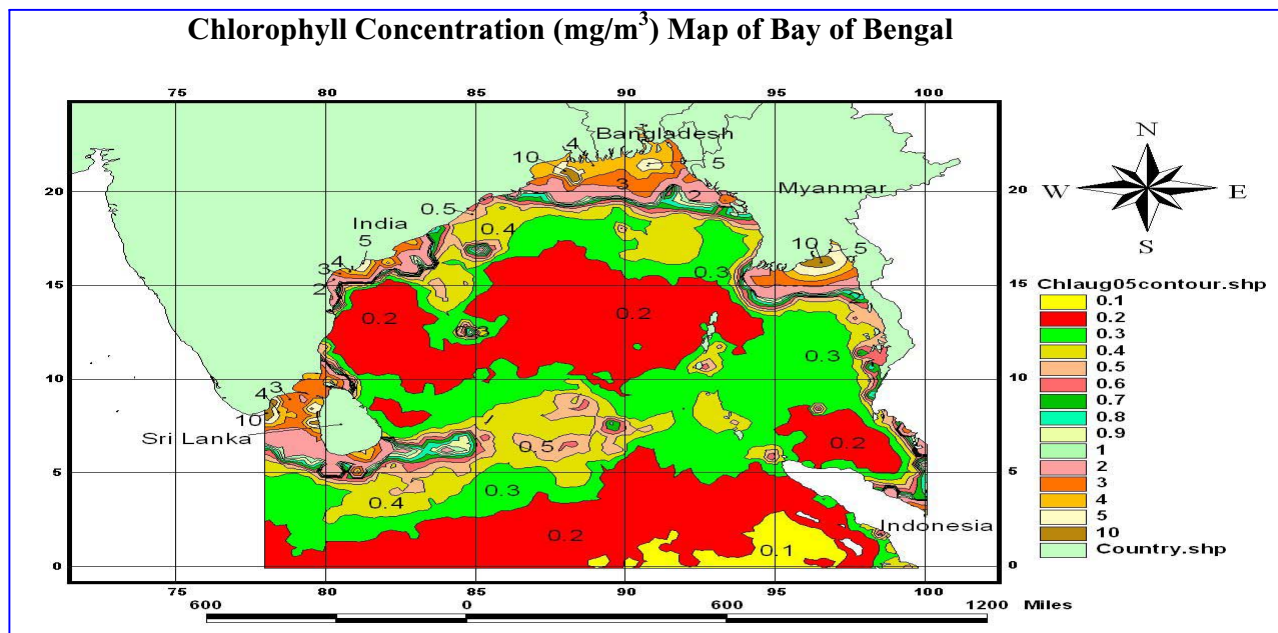 Chlorophyll Concentration (mg/m³) Map of Bay of Bengal
75 80 85 90 95 100
Bangladesh
4
10
5
20 3 20
Myanmar
2
0.5
India
0.4
10 5
5
4
3
0.3
15 15
2
0.2 0.2
0.3
0.3
10 10
3
4
10
Sri Lanka
0.5 0.2
5 5
0.4 0.3
Indonesia
0.2 0.1
0 0
75 80 85 90 95 100
600 0 600 1200 Miles
N
W E
S
Chlaug05contour.shp
0.1
0.2
0.3
0.4
0.5
0.6
0.7
0.8
0.9
1
2
3
4
5
10
Country.shp